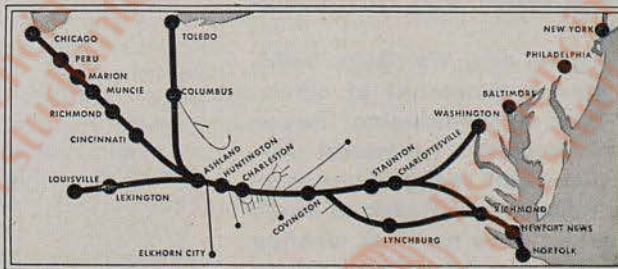 CHICAGO
PERU
MARION
MUNCIE
RICHMOND
CINCINNATI
LOUISVILLE
LEXINGTON
TOLEDO
COLUMBUS
ASHLAND
HUNTINGTON
CHARLESTON
ELKHORN CITY
COVINGTON
STAUNTON
CHARLOTTESVILLE
LYNCHBURG
NEW YORK
PHILADELPHIA
BALTIMORE
WASHINGTON
RICHMOND
NEWPORT NEWS
NORFOLK